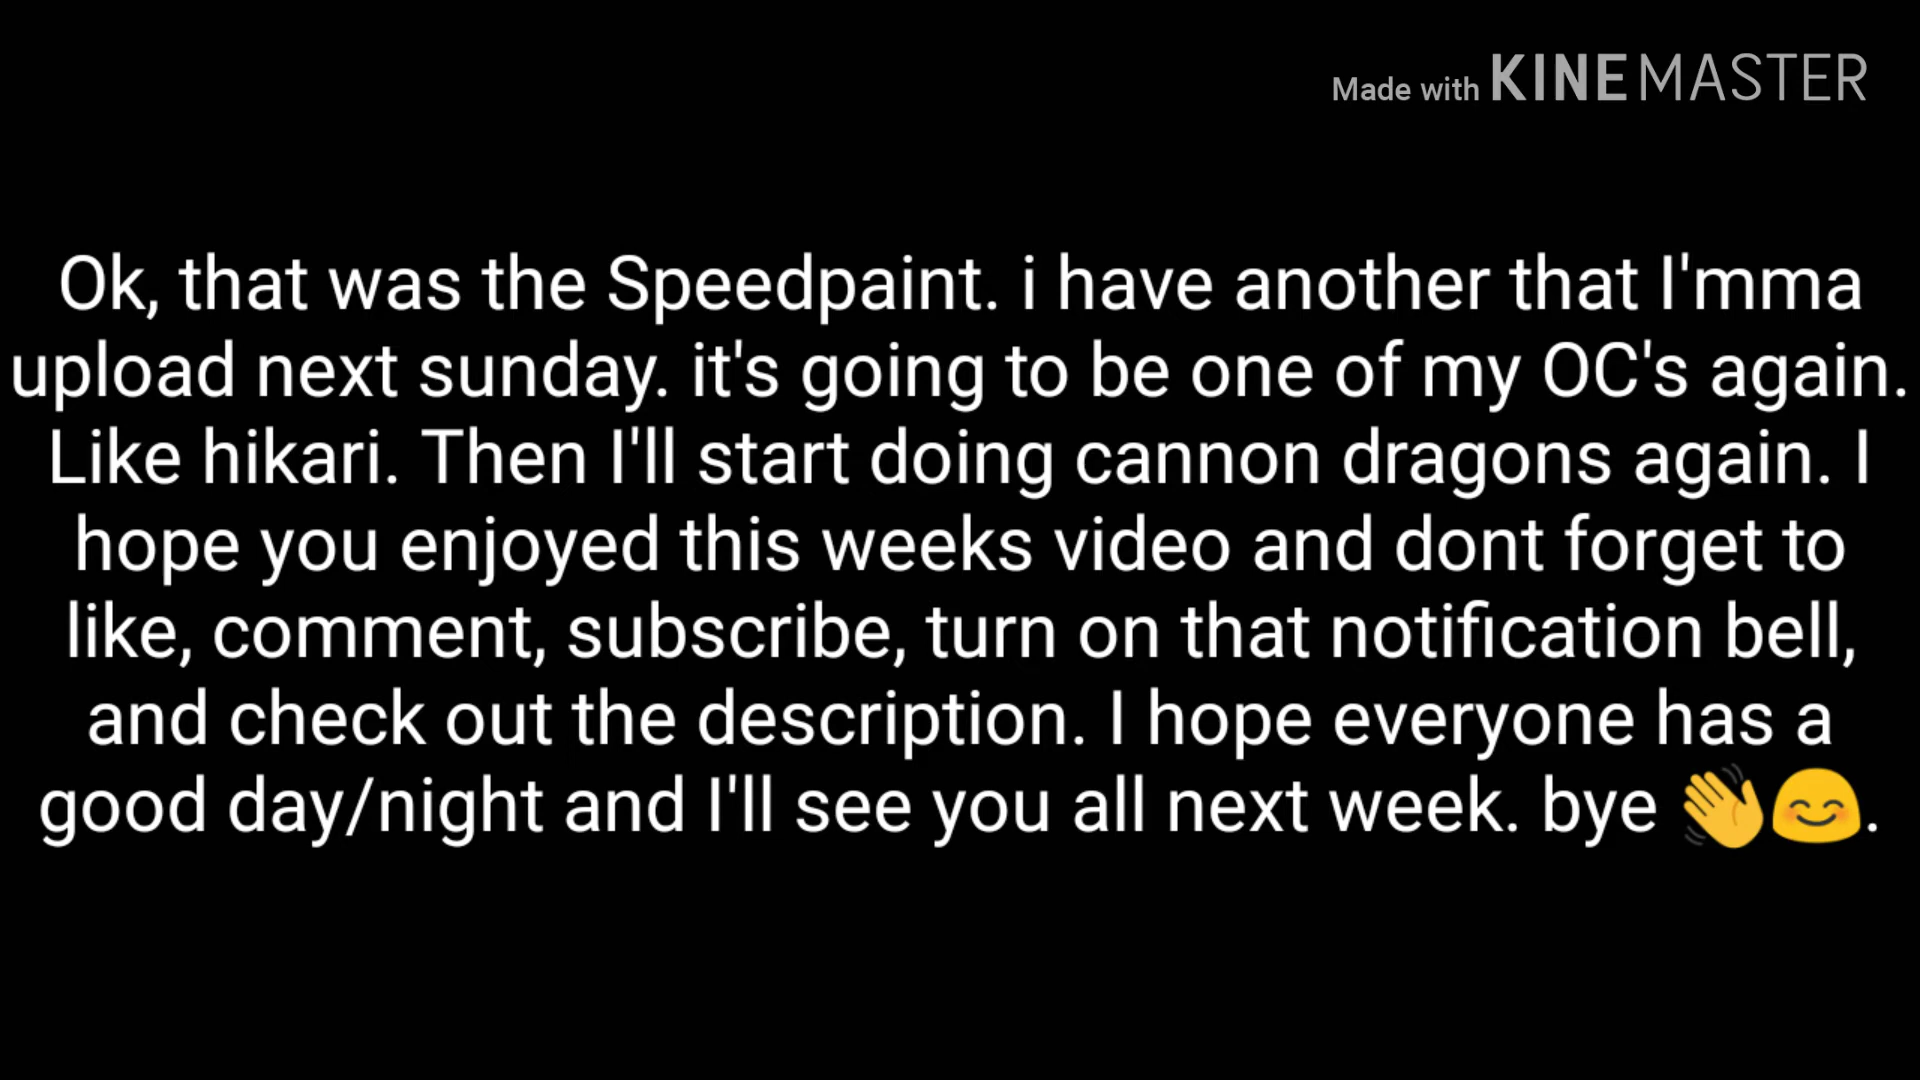 Made with KINEMASTER
Ok, that was the Speedpaint. i have another that I'mma
upload next sunday. it's going to be one of my OC's again.
Like hikari. Then I'll start doing cannon dragons again. I
hope you enjoyed this weeks video and dont forget to
like, comment, subscribe, turn on that notification bell,
and check out the description. I hope everyone has a
good day/night and I'll see you all next week. bye 👋😊.